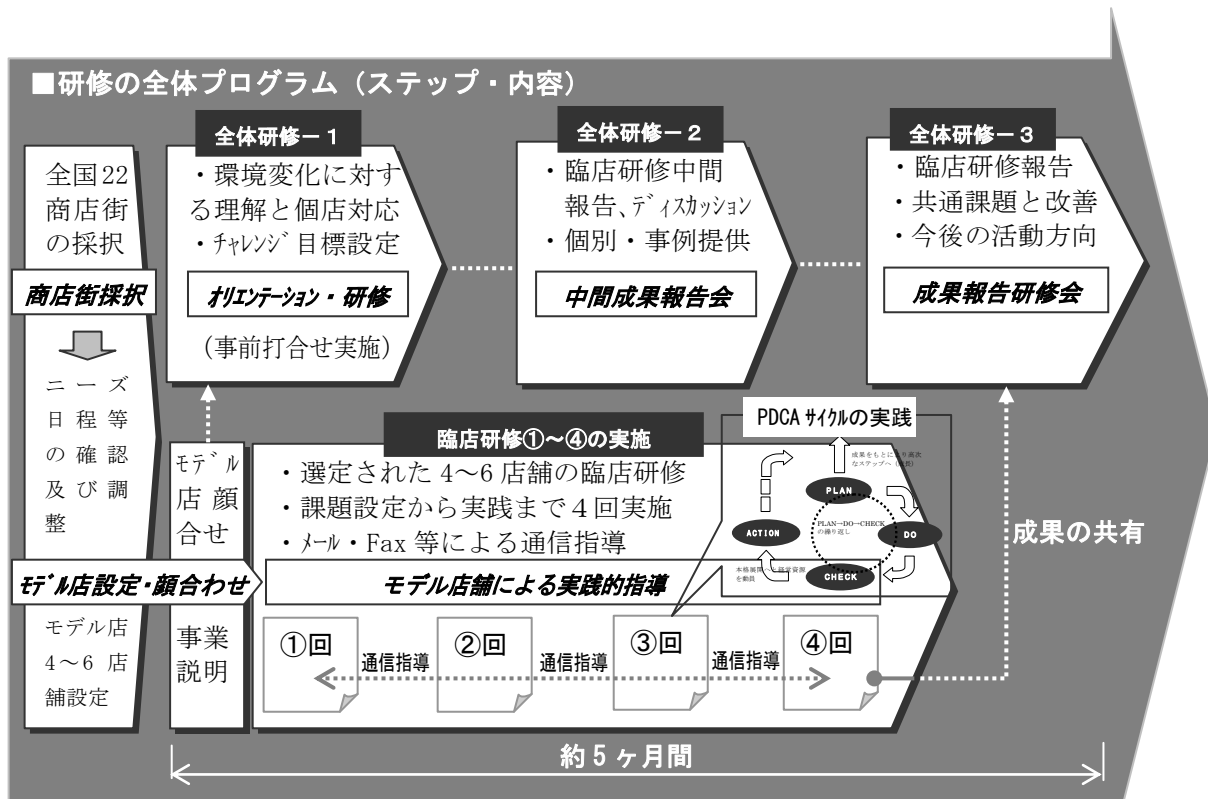 ■研修の全体プログラム（ステップ・内容）
全国22
商店街
の採択
商店街採択
ニーズ
日程等
の確認
及び調
整
ﾓﾃﾞﾙ店設定・顔合わせ
モデル店
4～6 店
舗設定
全体研修－１
・環境変化に対す
る理解と個店対応
・ﾁｬﾚﾝｼﾞ目標設定
ｵﾘｴﾝﾃｰｼｮﾝ・研修
（事前打合せ実施）
全体研修－２
・臨店研修中間
報告､ﾃﾞｨｽｶｯｼｮﾝ
・個別・事例提供
中間成果報告会
全体研修－３
・臨店研修報告
・共通課題と改善
・今後の活動方向
成果報告研修会
ﾓﾃﾞﾙ
店顔
合せ
事業
説明
臨店研修①～④の実施
・選定された 4～6 店舗の臨店研修
・課題設定から実践まで４回実施
・ﾒｰﾙ・Fax 等による通信指導
モデル店舗による実践的指導
PDCA ｻｲｸﾙの実践
PLAN
DO
CHECK
ACTION
PLAN→DO→CHECK
の繰り返し
を動員
①回
通信指導
②回
通信指導
③回
通信指導
④回
成果の共有
約５ヶ月間